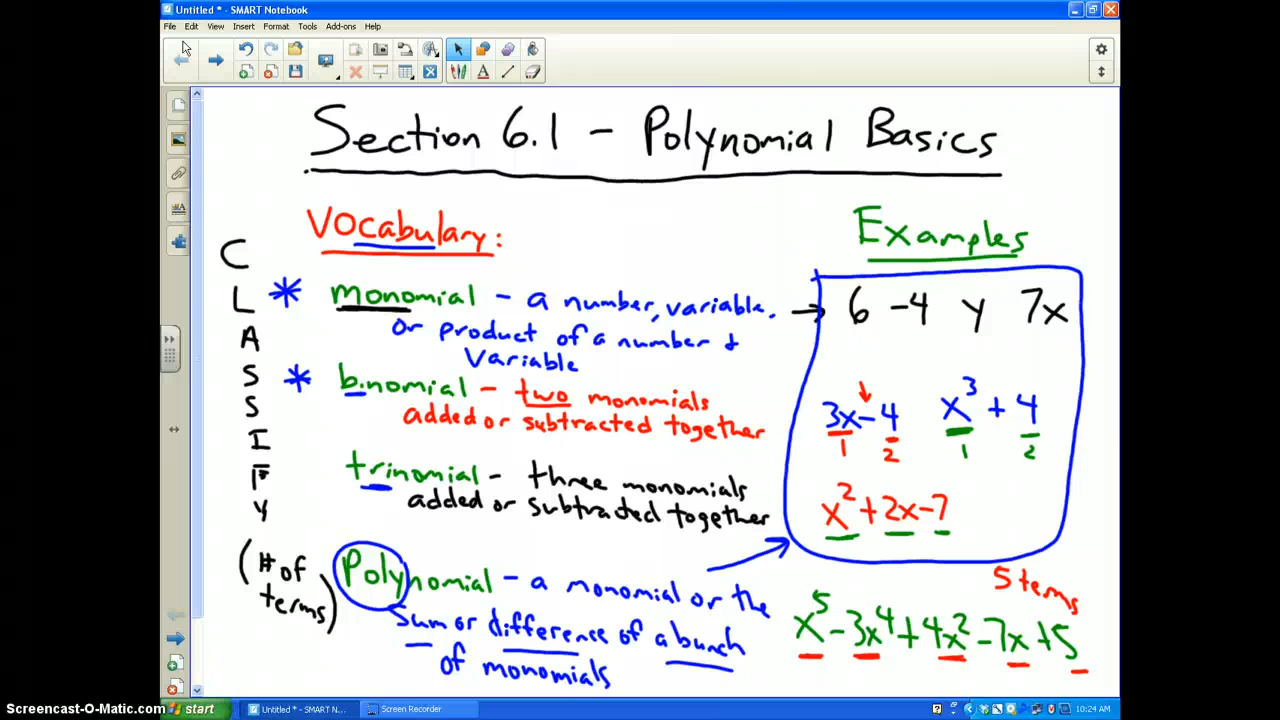 Untitled * - SMART Notebook
File Edit View Insert Format Tools Add-ons Help
Section 6.1 - Polynomial Basics
Vocabulary:
Examples
CLASSIFY
(# of
terms)
* monomial - a number, variable,
or product of a number +
variable
→ 6 -4 y 7x
* binomial - two monomials
added or subtracted together
3x-4 x³ + 4
1 2 1 2
trinomial - three monomials
added or subtracted together
x² + 2x - 7
Polynomial - a monomial or the
sum or difference of a bunch
of monomials
5 terms
x⁵ - 3x⁴ + 4x² - 7x + 5
Screencast-O-Matic.com
start
Untitled * - SMART N...
Screen Recorder
10:24 AM